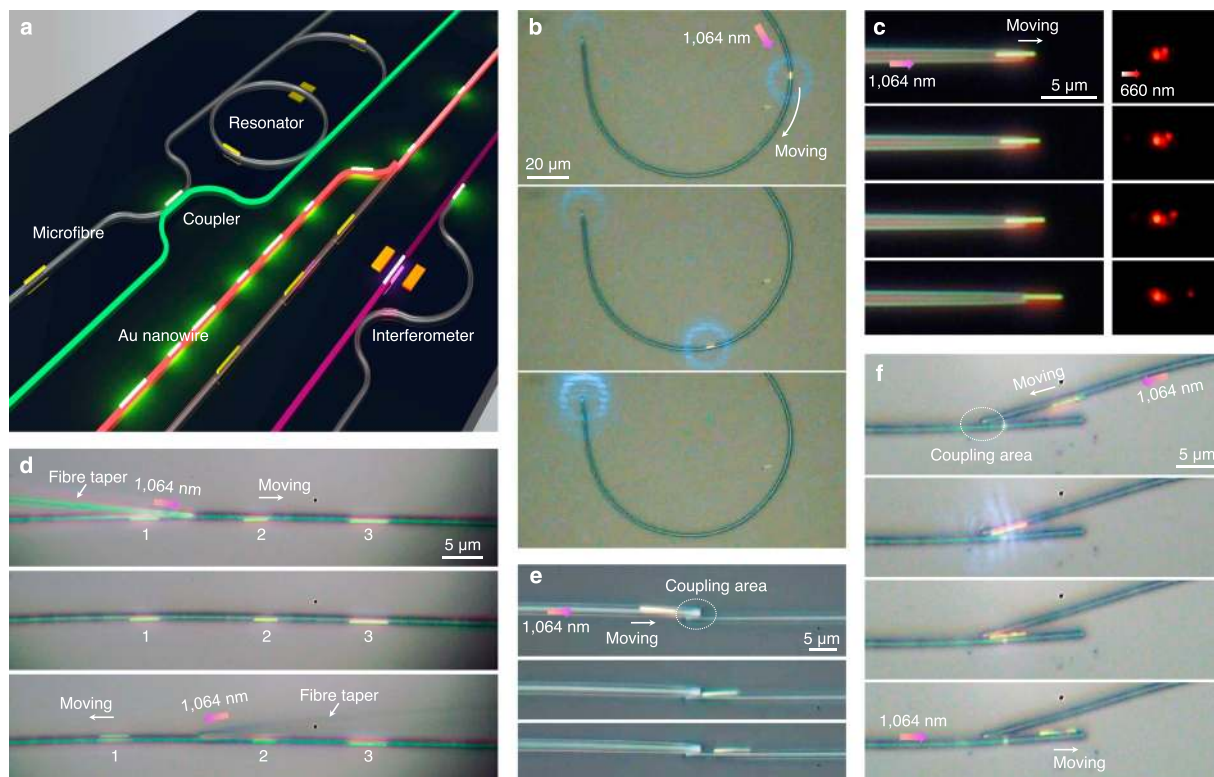 a
Resonator
Coupler
Microfibre
Au nanowire
Interferometer
b
1,064 nm
Moving
20 µm
c
Moving
1,064 nm
5 µm
660 nm
d
Fibre taper
1,064 nm
Moving
1
2
3
5 µm
1
2
3
Moving
1,064 nm
Fibre taper
1
2
3
e
Coupling area
1,064 nm
Moving
5 µm
f
Moving
1,064 nm
Coupling area
5 µm
1,064 nm
Moving